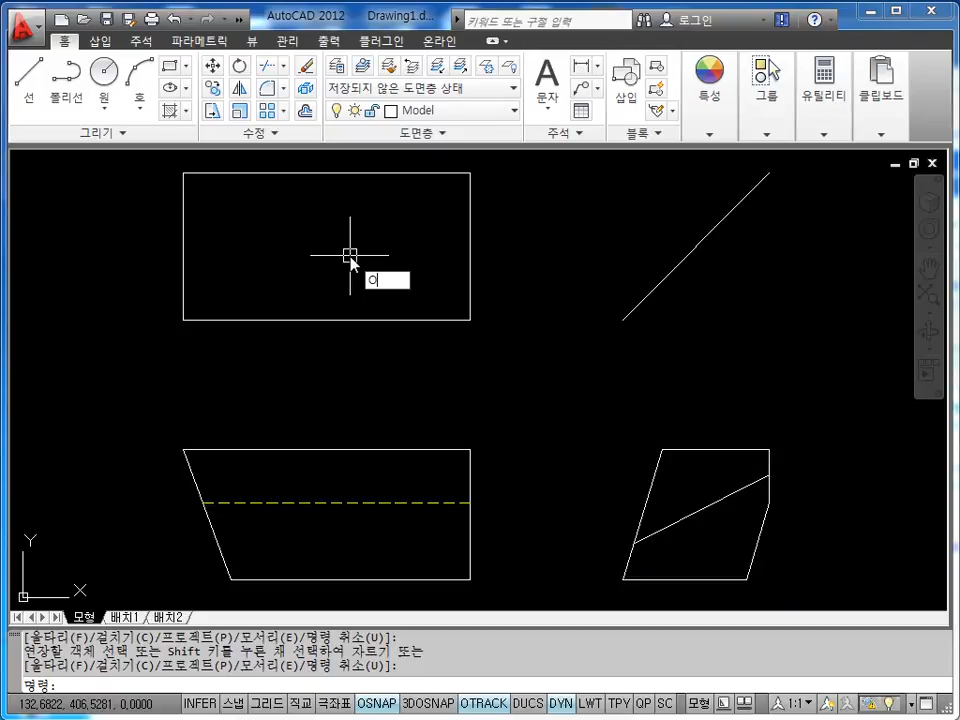 AutoCAD 2012 Drawing1.d...
키워드 또는 구절 입력
로그인
홈 삽입 주석 파라메트릭 뷰 관리 출력 플러그인 온라인
선 폴리선 원 호
저장되지 않은 도면층 상태
Model
A
문자
삽입
특성
그룹
유틸리티
클립보드
그리기
수정
도면층
주석
블록
O
Y
X
모형 배치1 배치2
[울타리(F)/걸치기(C)/프로젝트(P)/모서리(E)/명령 취소(U)]:
연장할 객체 선택 또는 Shift 키를 누른 채 선택하여 자르기 또는
[울타리(F)/걸치기(C)/프로젝트(P)/모서리(E)/명령 취소(U)]:
명령:
132,6822, 406,5281, 0,0000 INFER 스냅 그리드 직교 극좌표 OSNAP 3DOSNAP OTRACK DUCS DYN LWT TPY QP SC 모형 1:1